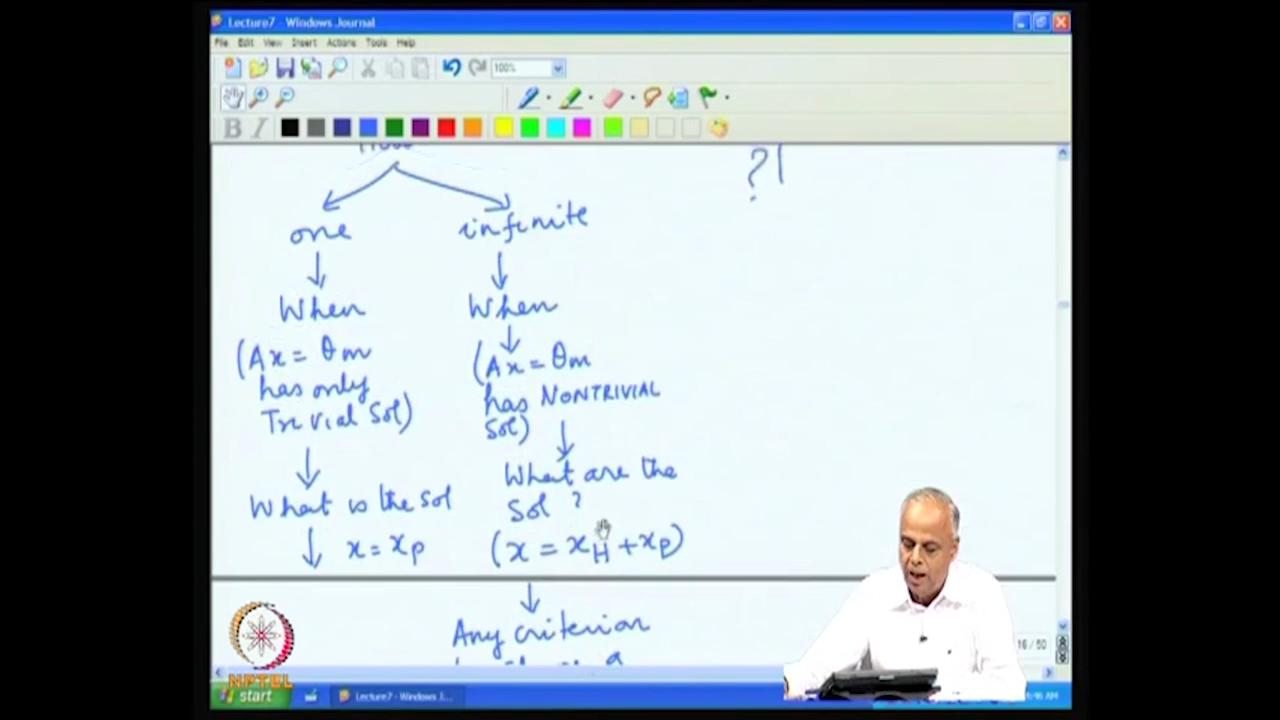 Lecture7 - Windows Journal
File Edit View Insert Actions Tools Help
100%
B I
?!
one infinite
When When
(Ax = θm
has only
Trivial Sol)
(Ax = θm
has NONTRIVIAL
Sol)
What is the Sol
x = xp
What are the
Sol ?
(x = xH + xp)
Any criterion
16 / 50
NPTEL
start Lecture7 - Windows J...